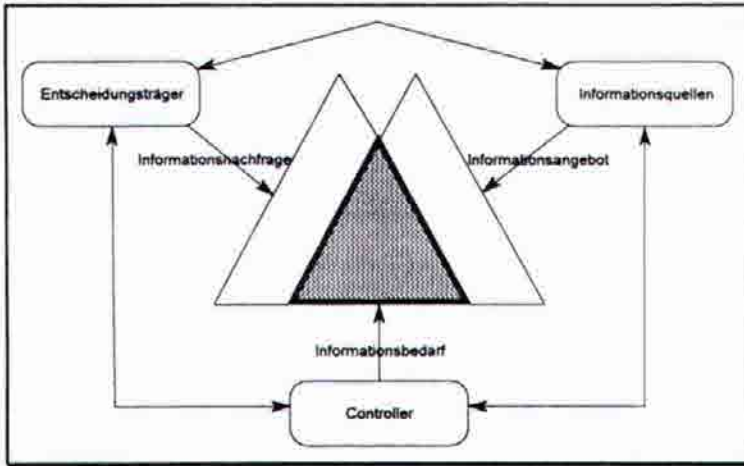 Entscheidungsträger
Informationsquellen
Informationsnachfrage
Informationsangebot
Informationsbedarf
Controller